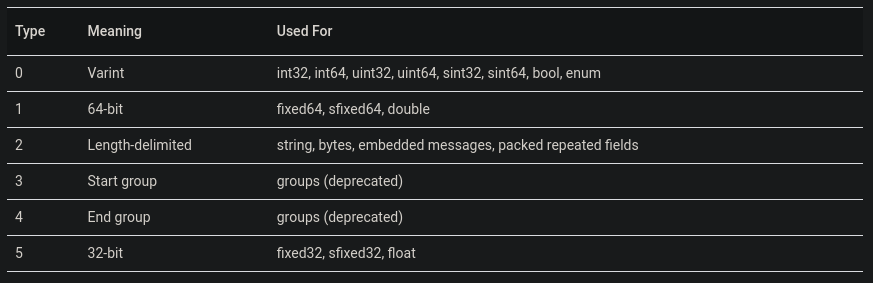 Type Meaning Used For
0 Varint int32, int64, uint32, uint64, sint32, sint64, bool, enum
1 64-bit fixed64, sfixed64, double
2 Length-delimited string, bytes, embedded messages, packed repeated fields
3 Start group groups (deprecated)
4 End group groups (deprecated)
5 32-bit fixed32, sfixed32, float